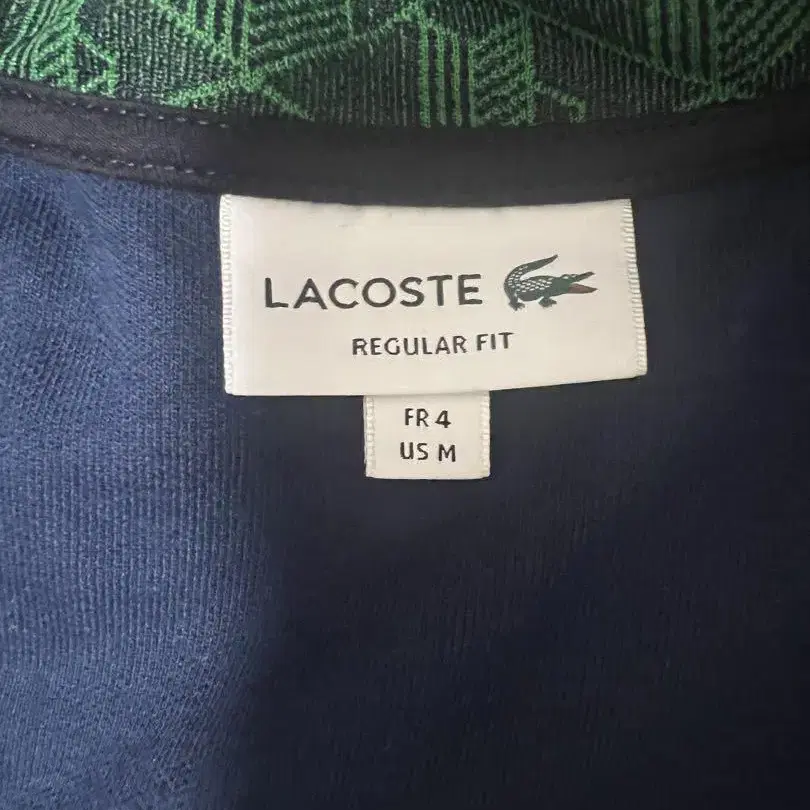 LACOSTE
REGULAR FIT
FR 4
US M